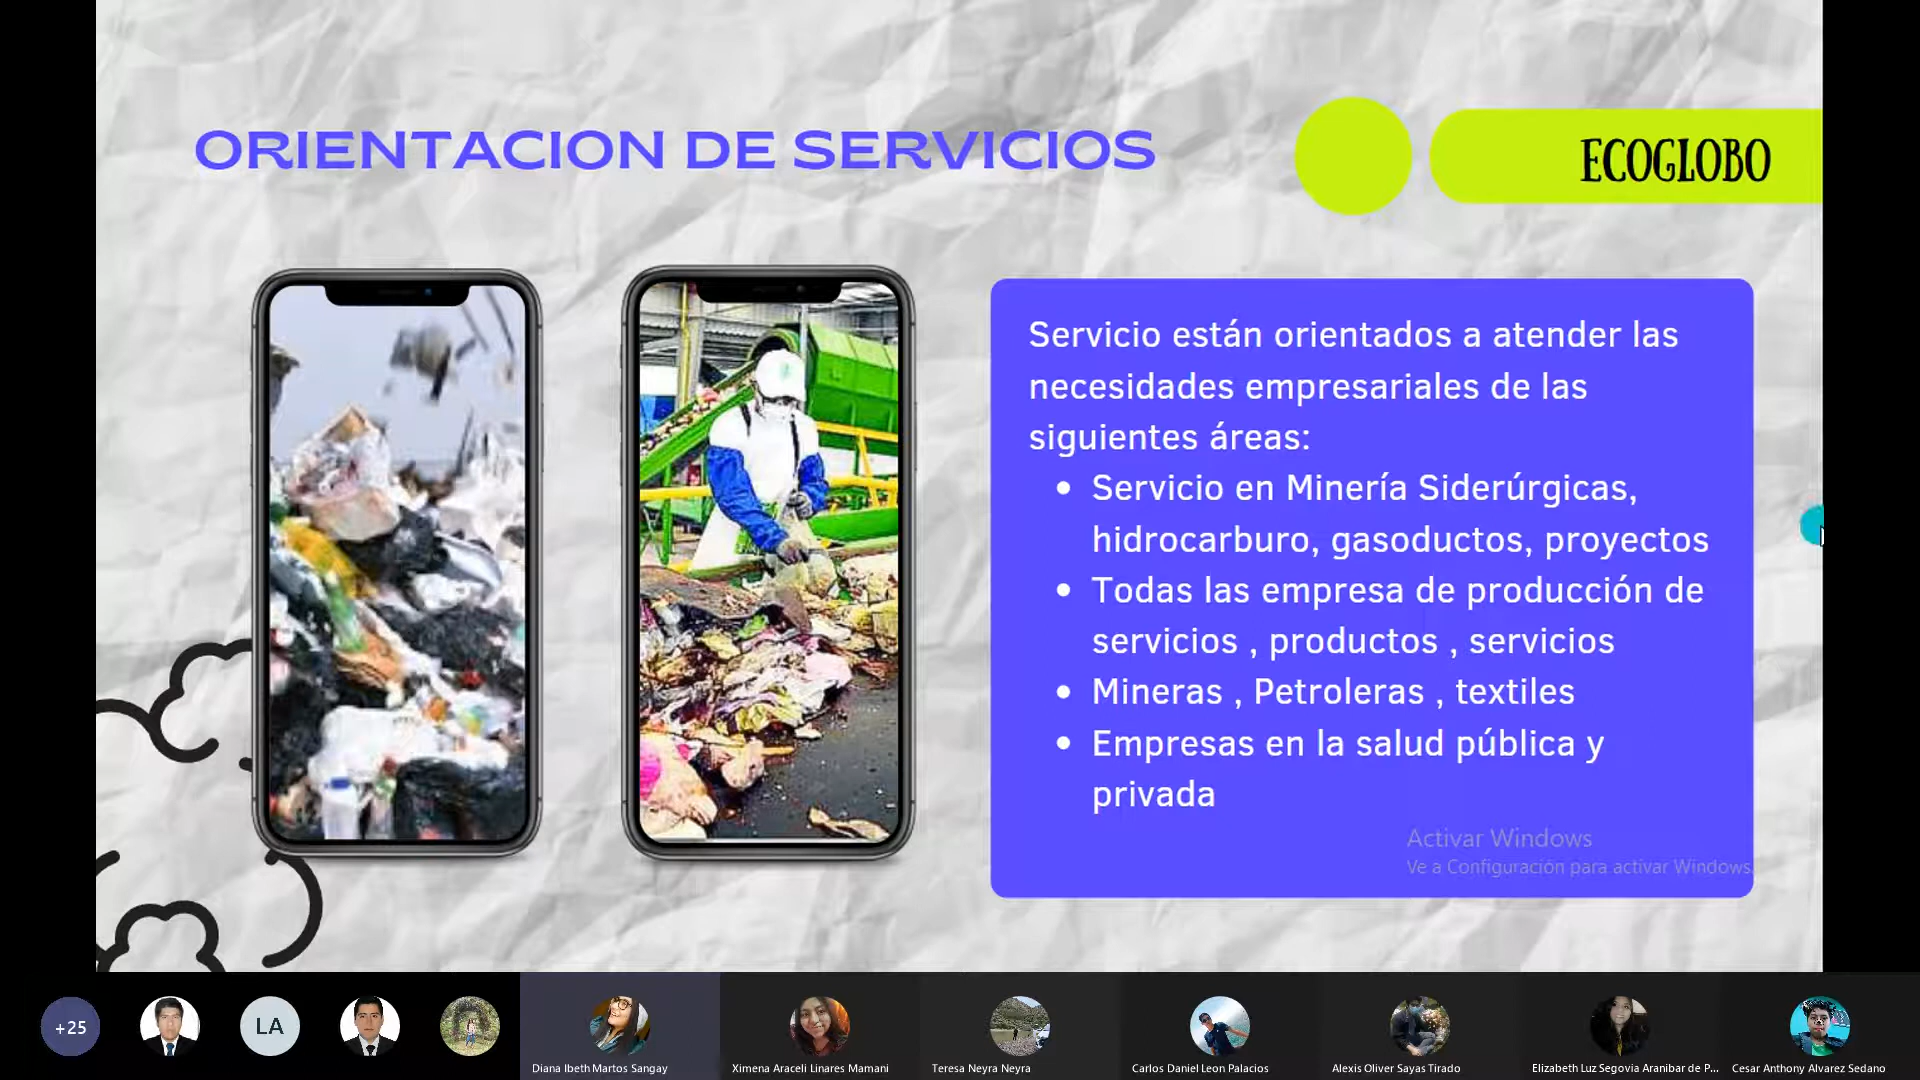 ORIENTACION DE SERVICIOS
ECOGLOBO
Servicio están orientados a atender las
necesidades empresariales de las
siguientes áreas:
• Servicio en Minería Siderúrgicas,
hidrocarburo, gasoductos, proyectos
• Todas las empresa de producción de
servicios , productos , servicios
• Mineras , Petroleras , textiles
• Empresas en la salud pública y
privada
Activar Windows
Ve a Configuración para activar Windows.
+25
LA
Diana Ibeth Martos Sangay
Ximena Araceli Linares Mamani
Teresa Neyra Neyra
Carlos Daniel Leon Palacios
Alexis Oliver Sayas Tirado
Elizabeth Luz Segovia Aranibar de P...
Cesar Anthony Alvarez Sedano